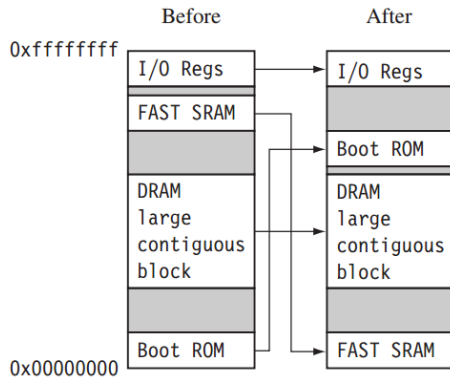 Before
After
0xffffffff
I/O Regs
I/O Regs
FAST SRAM
Boot ROM
DRAM
large
contiguous
block
DRAM
large
contiguous
block
Boot ROM
FAST SRAM
0x00000000